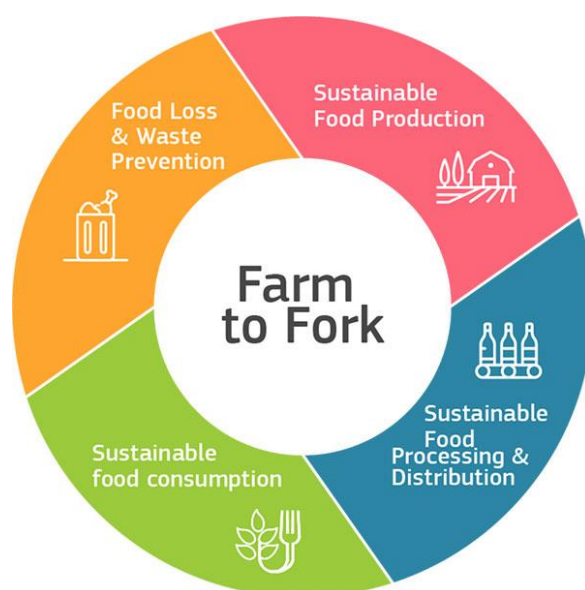 Food Loss
& Waste
Prevention
Sustainable
Food Production
Farm
to Fork
Sustainable
Food
Processing &
Distribution
Sustainable
food consumption